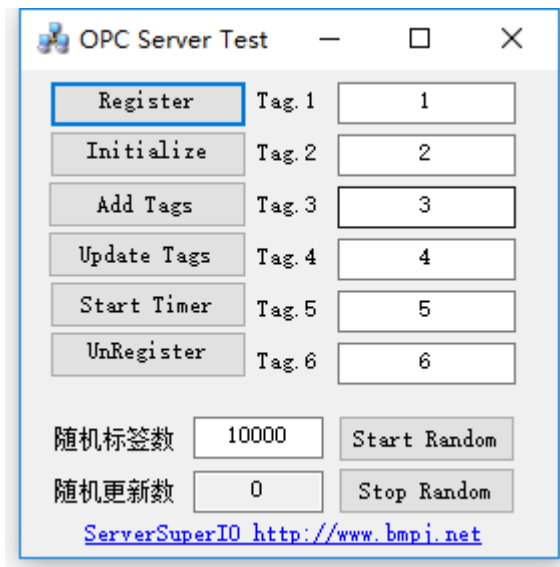 OPC Server Test
Register Tag.1 1
Initialize Tag.2 2
Add Tags Tag.3 3
Update Tags Tag.4 4
Start Timer Tag.5 5
UnRegister Tag.6 6
随机标签数 10000 Start Random
随机更新数 0 Stop Random
ServerSuperIO http://www.bmpj.net